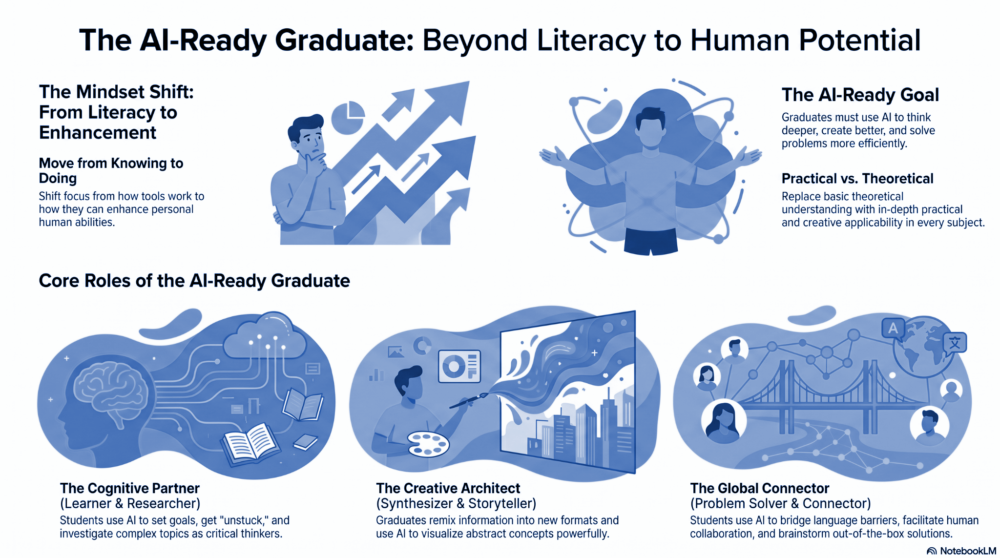 The AI-Ready Graduate: Beyond Literacy to Human Potential
The Mindset Shift:
From Literacy to
Enhancement
Move from Knowing to
Doing
Shift focus from how tools work to
how they can enhance personal
human abilities.
The AI-Ready Goal
Graduates must use AI to think
deeper, create better, and solve
problems more efficiently.
Practical vs. Theoretical
Replace basic theoretical
understanding with in-depth practical
and creative applicability in every subject.
Core Roles of the AI-Ready Graduate
A
文
The Cognitive Partner
(Learner & Researcher)
Students use AI to set goals, get "unstuck," and
investigate complex topics as critical thinkers.
The Creative Architect
(Synthesizer & Storyteller)
Graduates remix information into new formats and
use AI to visualize abstract concepts powerfully.
The Global Connector
(Problem Solver & Connector)
Students use AI to bridge language barriers, facilitate human
collaboration, and brainstorm out-of-the-box solutions.
NotebookLM